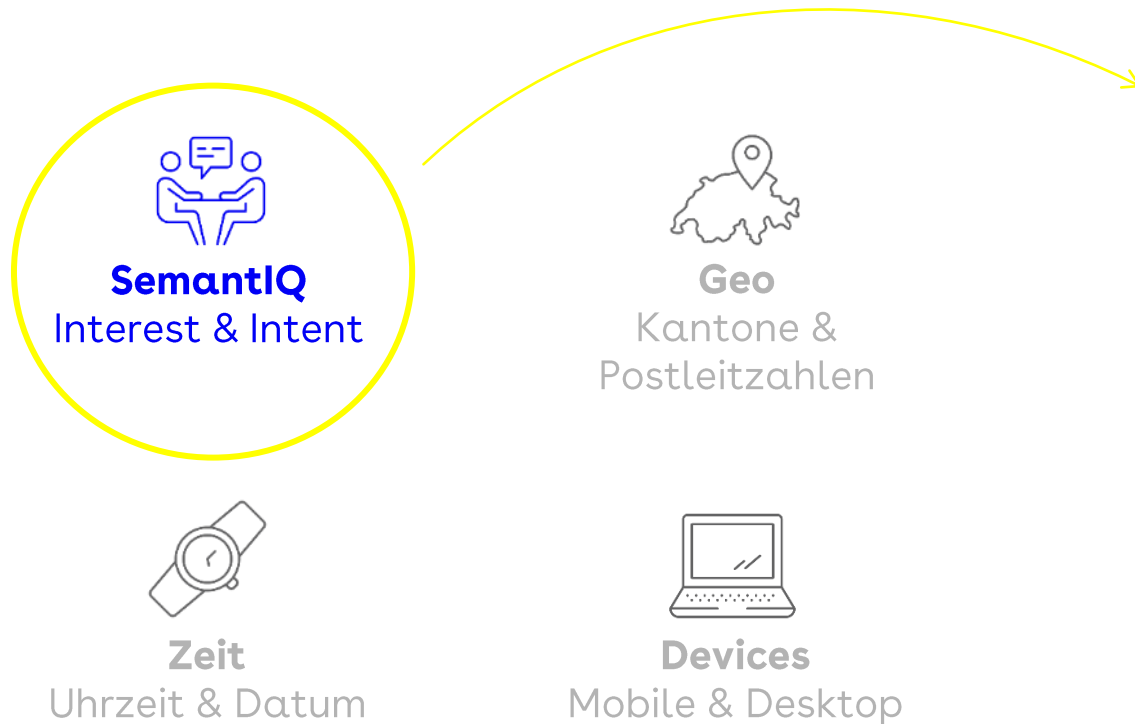 SemantIQ
Interest & Intent
Geo
Kantone &
Postleitzahlen
Zeit
Uhrzeit & Datum
Devices
Mobile & Desktop